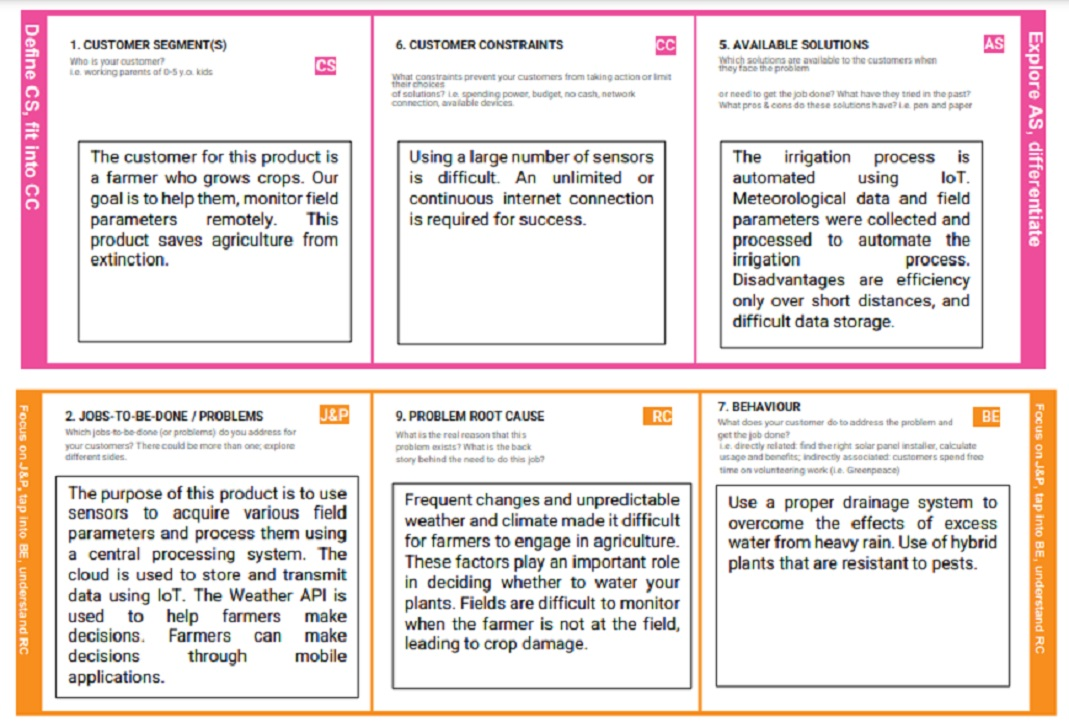 Define CS, fit into CC
1. CUSTOMER SEGMENT(S)
CS
Who is your customer?
i.e. working parents of 0-5 y.o. kids
The customer for this product is
a farmer who grows crops. Our
goal is to help them, monitor field
parameters remotely. This
product saves agriculture from
extinction.
6. CUSTOMER CONSTRAINTS
CC
What constraints prevent your customers from taking action or limit
their choices
of solutions? i.e. spending power, budget, no cash, network
connection, available devices.
Using a large number of sensors
is difficult. An unlimited or
continuous internet connection
is required for success.
5. AVAILABLE SOLUTIONS
AS
Which solutions are available to the customers when
they face the problem
or need to get the job done? What have they tried in the past?
What pros & cons do these solutions have? i.e. pen and paper
The irrigation process is
automated using IoT.
Meteorological data and field
parameters were collected and
processed to automate the
irrigation process.
Disadvantages are efficiency
only over short distances, and
difficult data storage.
Explore AS, differentiate
Focus on J&P, tap into BE, understand RC
2. JOBS-TO-BE-DONE / PROBLEMS
J&P
Which jobs-to-be-done (or problems) do you address for
your customers? There could be more than one; explore
different sides.
The purpose of this product is to use
sensors to acquire various field
parameters and process them using
a central processing system. The
cloud is used to store and transmit
data using IoT. The Weather API is
used to help farmers make
decisions. Farmers can make
decisions through mobile
applications.
9. PROBLEM ROOT CAUSE
RC
What is the real reason that this
problem exists? What is the back
story behind the need to do this job?
Frequent changes and unpredictable
weather and climate made it difficult
for farmers to engage in agriculture.
These factors play an important role
in deciding whether to water your
plants. Fields are difficult to monitor
when the farmer is not at the field,
leading to crop damage.
7. BEHAVIOUR
BE
What does your customer do to address the problem and
get the job done?
i.e. directly related: find the right solar panel installer, calculate
usage and benefits; indirectly associated: customers spend free
time on volunteering work (i.e. Greenpeace)
Use a proper drainage system to
overcome the effects of excess
water from heavy rain. Use of hybrid
plants that are resistant to pests.
Focus on J&P, tap into BE, understand RC